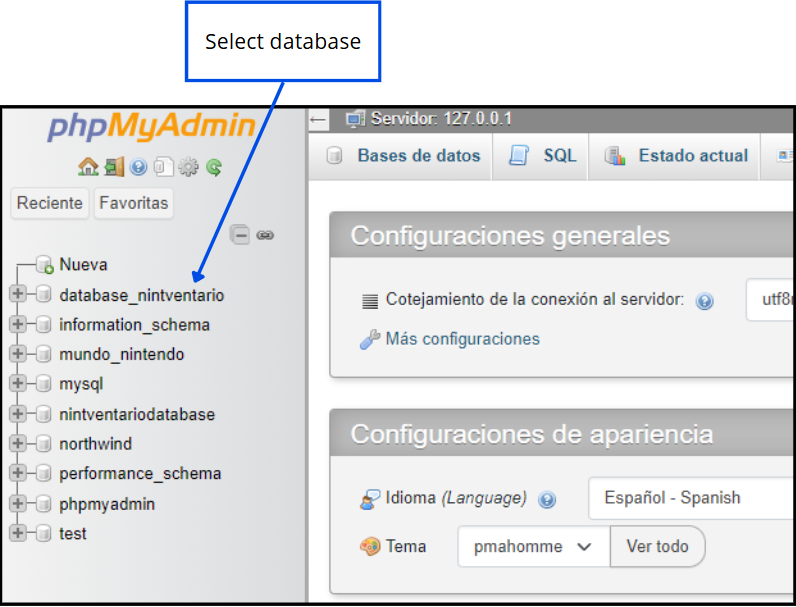 Select database
phpMyAdmin
Servidor: 127.0.0.1
Bases de datos SQL Estado actual
Reciente Favoritas
Nueva
database_nintventario
information_schema
mundo_nintendo
mysql
nintventariodatabase
northwind
performance_schema
phpmyadmin
test
Configuraciones generales
Cotejamiento de la conexión al servidor:
Más configuraciones
Configuraciones de apariencia
Idioma (Language) Español - Spanish
Tema pmahomme Ver todo